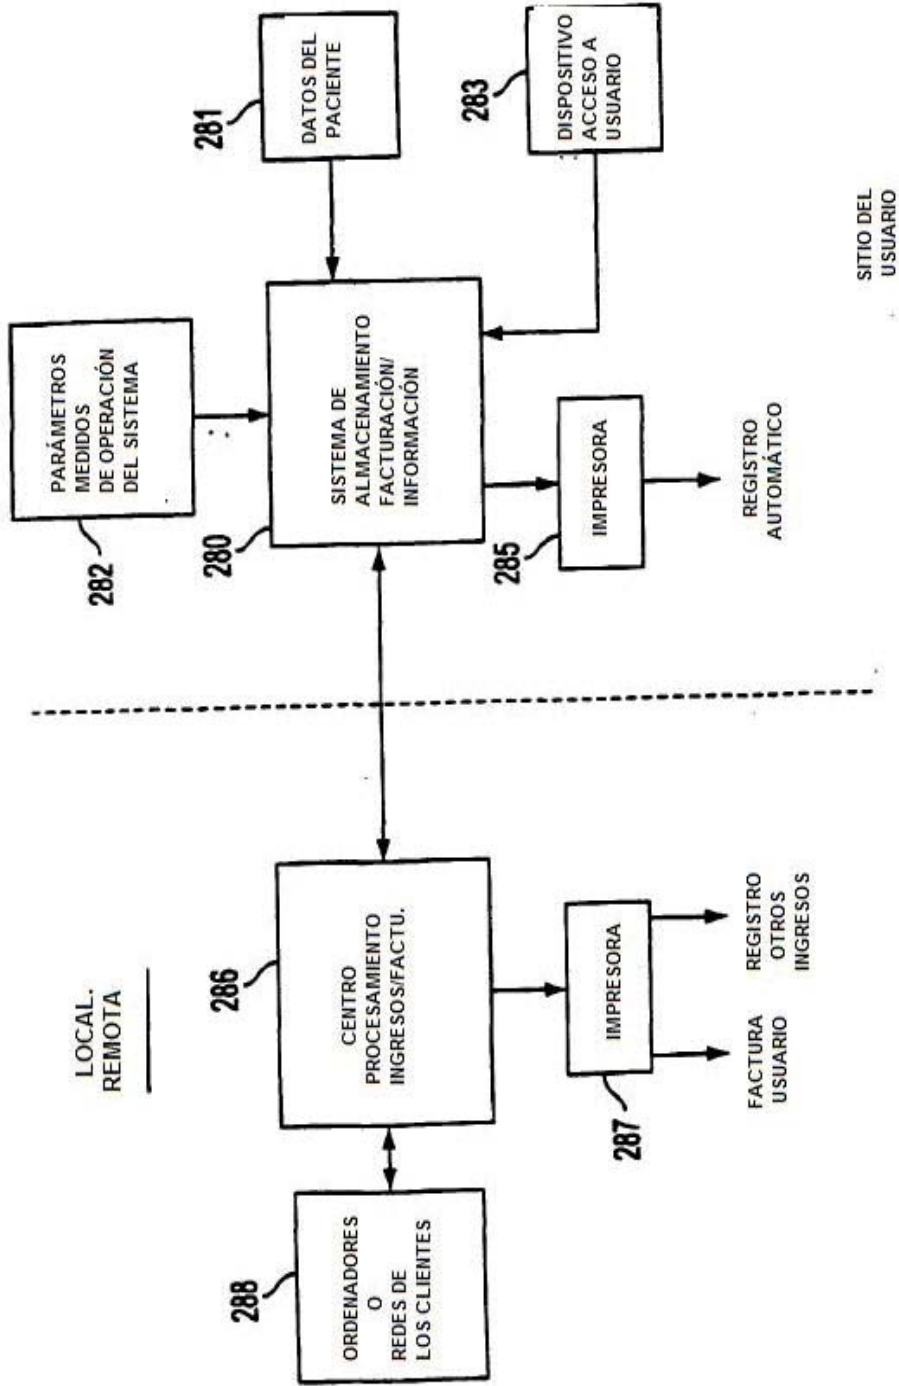 LOCAL.
REMOTA
288
ORDENADORES
O
REDES DE
LOS CLIENTES
286
CENTRO
PROCESAMIENTO
INGRESOS/FACTU.
287
IMPRESORA
FACTURA
USUARIO
REGISTRO
OTROS
INGRESOS
282
PARÁMETROS
MEDIDOS
DE OPERACIÓN
DEL SISTEMA
280
SISTEMA DE
ALMACENAMIENTO
FACTURACIÓN/
INFORMACIÓN
281
DATOS DEL
PACIENTE
283
DISPOSITIVO
ACCESO A
USUARIO
285
IMPRESORA
REGISTRO
AUTOMÁTICO
SITIO DEL
USUARIO